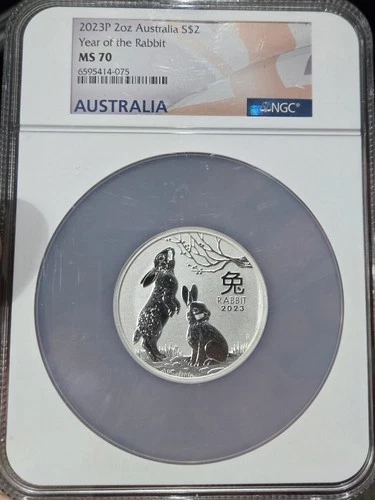 2023P 2oz Australia S$2
Year of the Rabbit
MS 70
6595414-075
AUSTRALIA
NGC
兔
RABBIT
2023